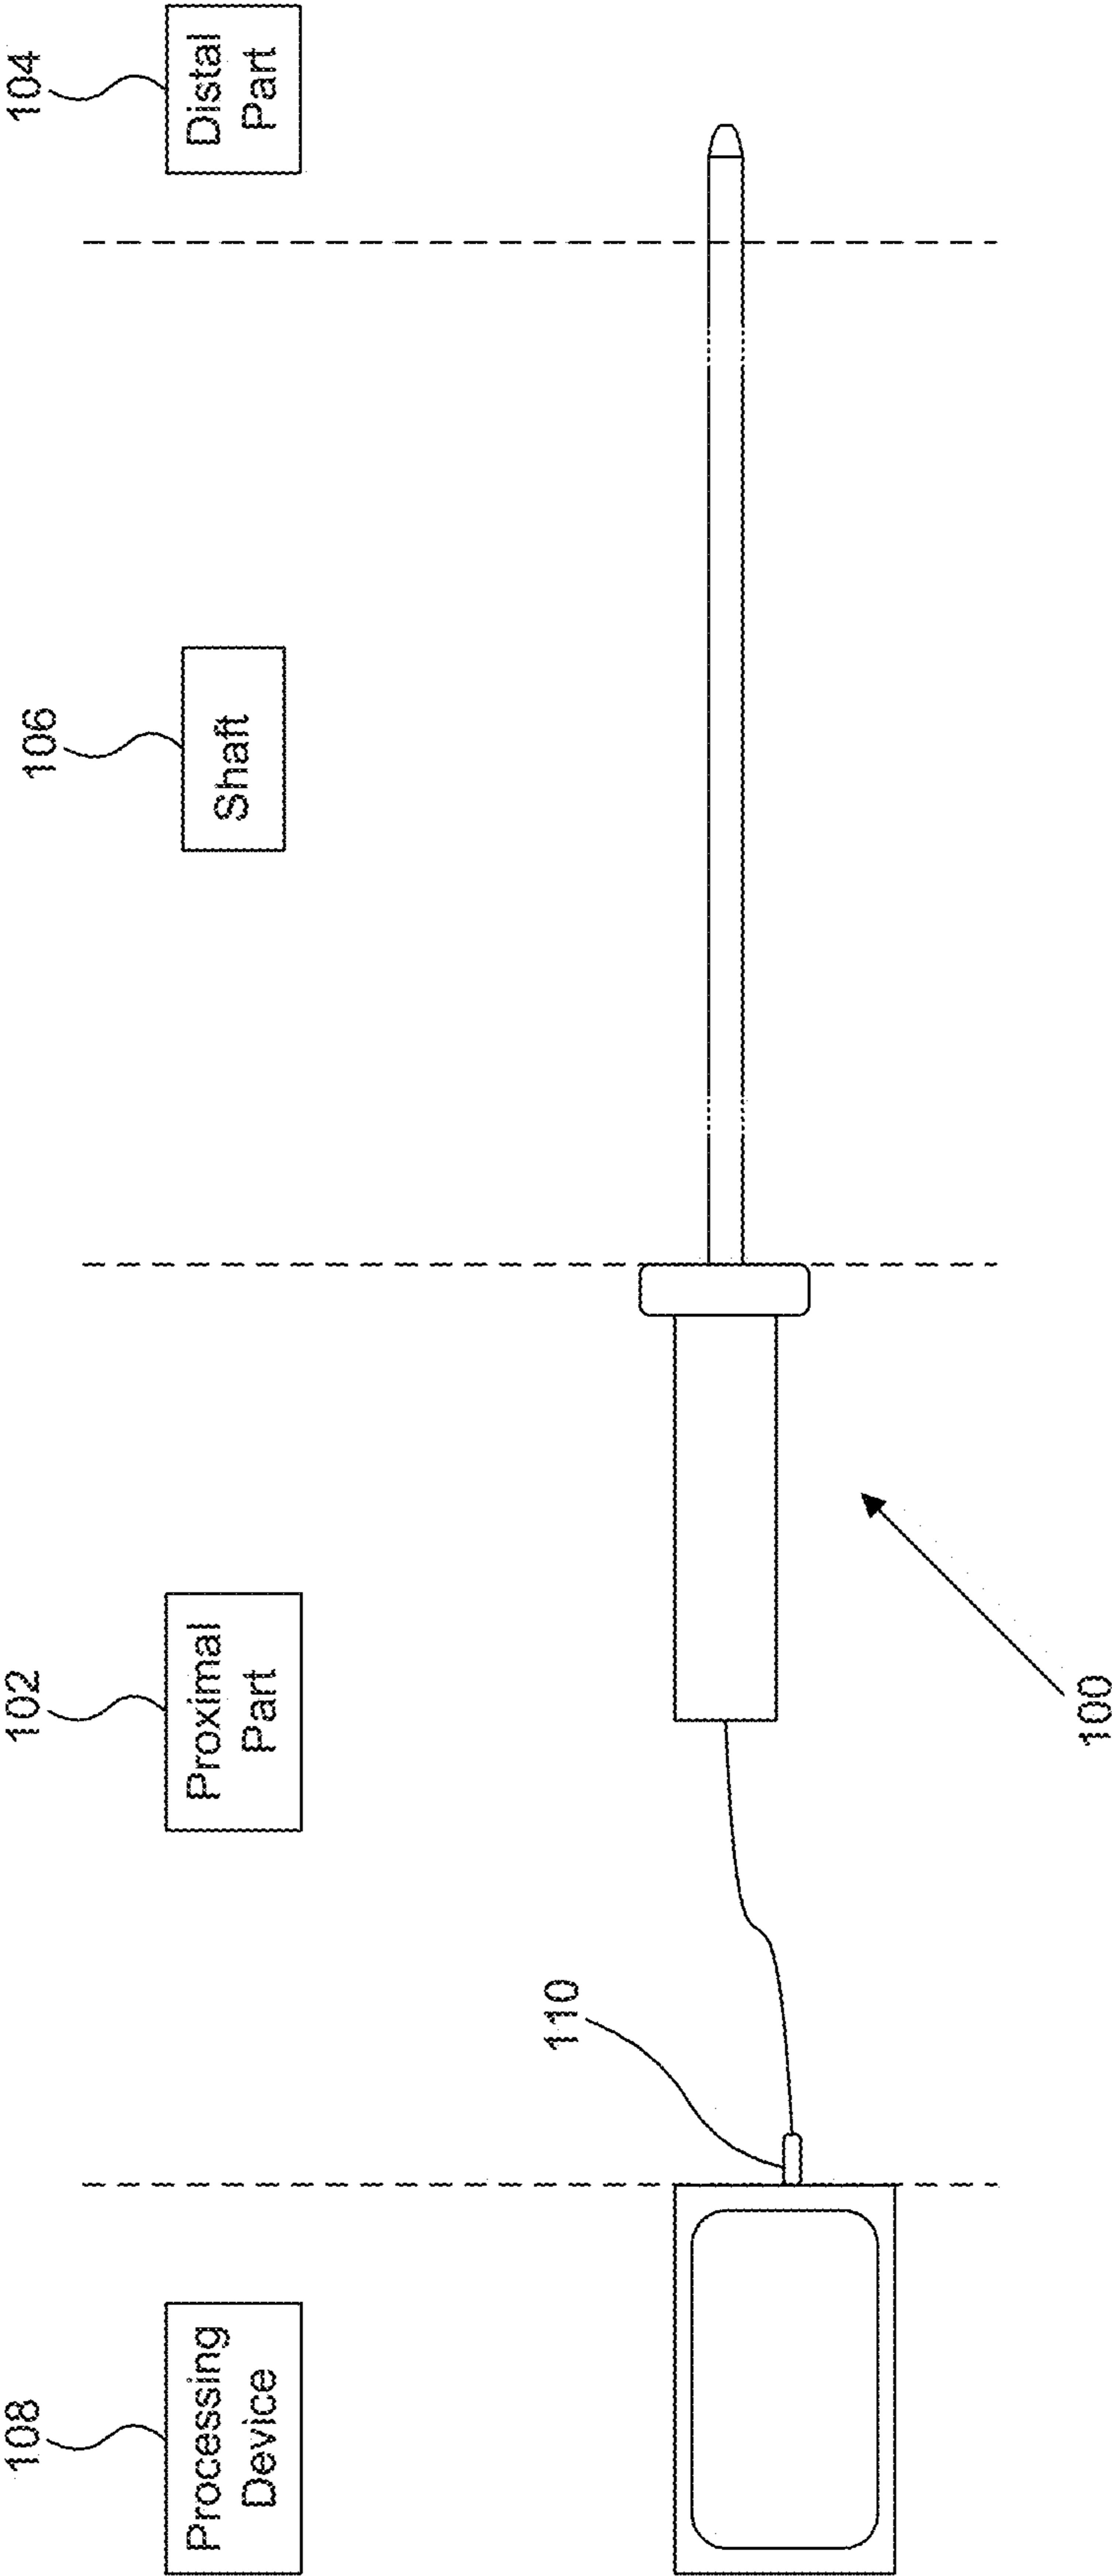 108
Processing
Device
102
Proximal
Part
106
Shaft
104
Distal
Part
110
100